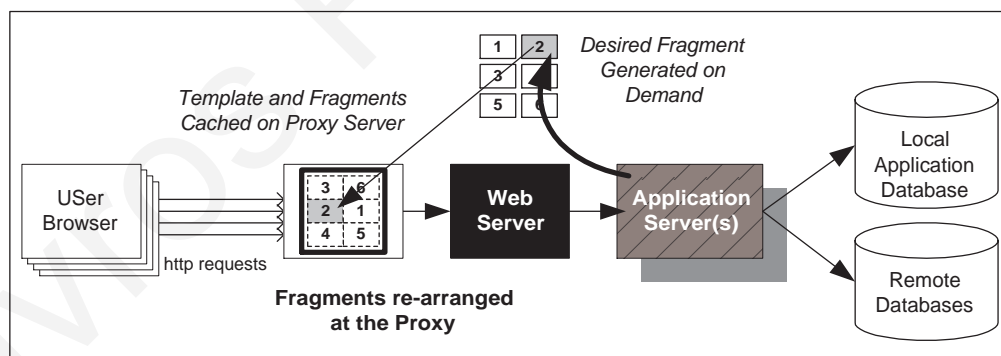 1 2
3
5 6
Desired Fragment
Generated on
Demand
Template and Fragments
Cached on Proxy Server
USer
Browser
http requests
3 6
2 1
4 5
Fragments re-arranged
at the Proxy
Web
Server
Application
Server(s)
Local
Application
Database
Remote
Databases